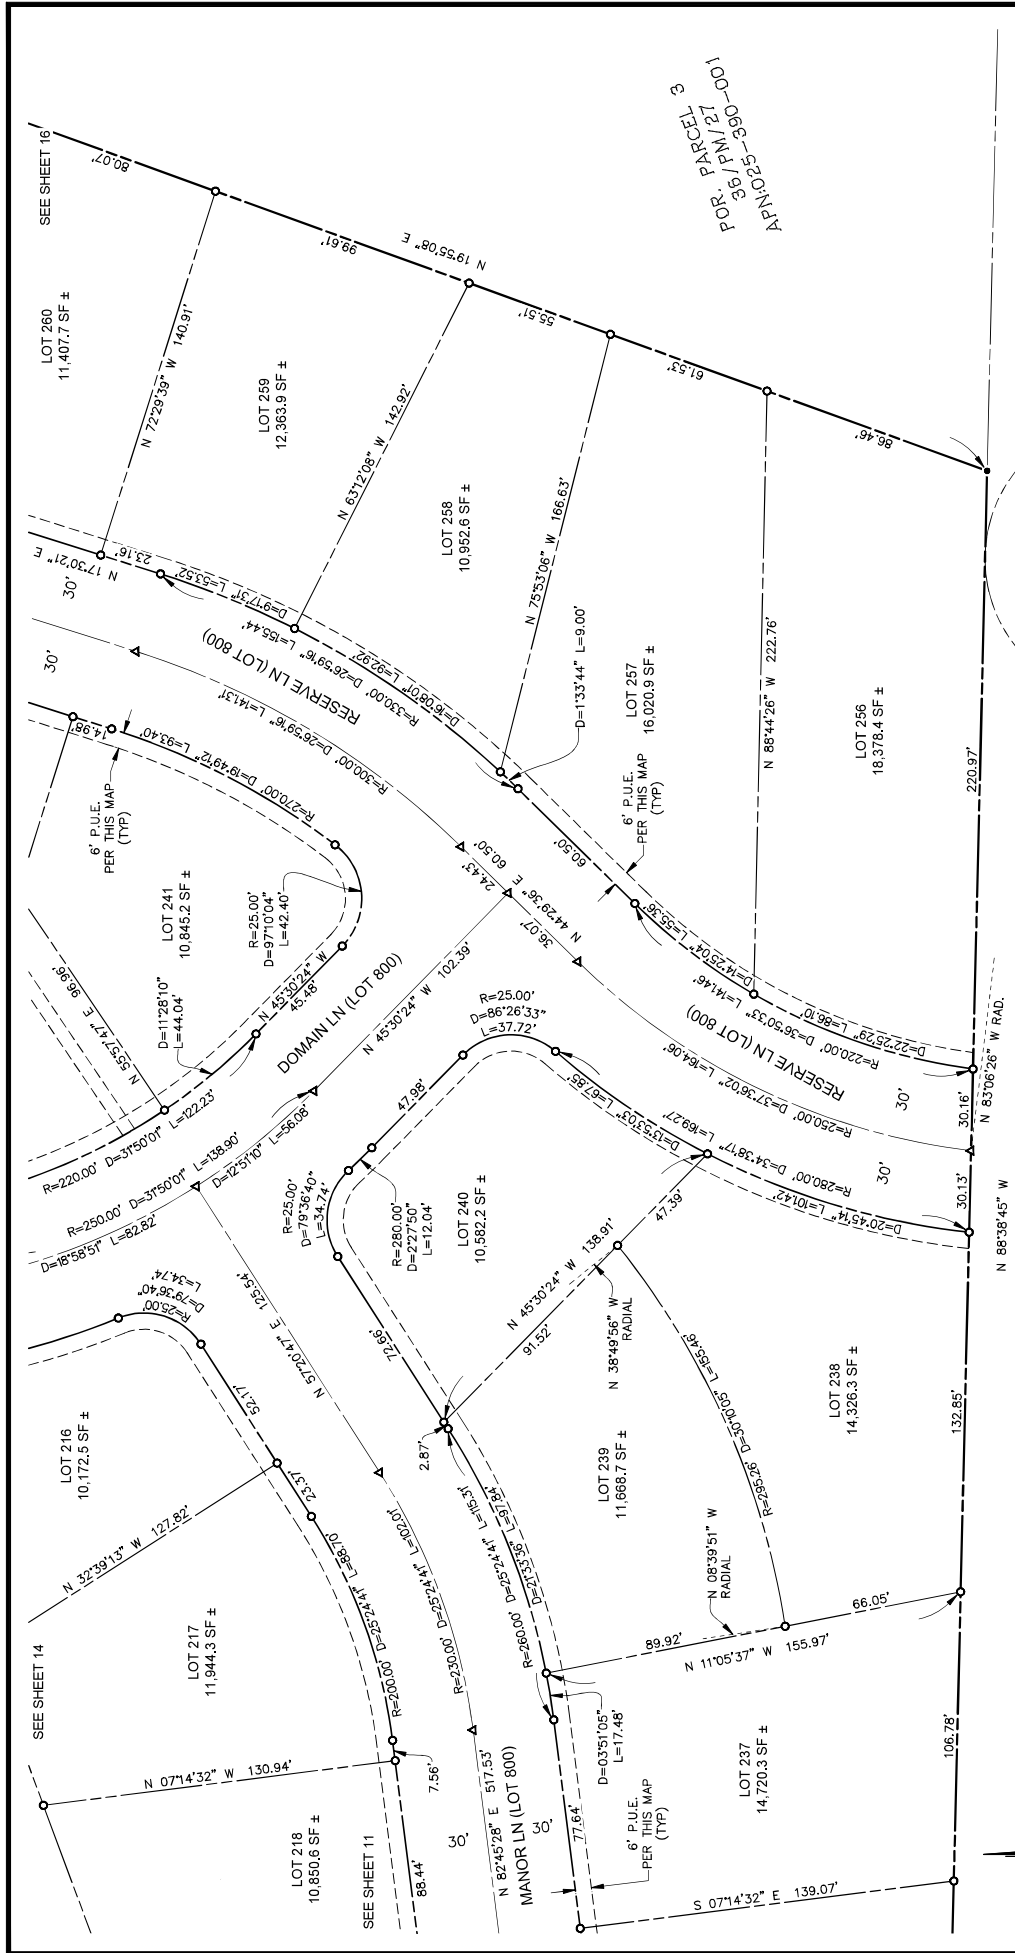 SEE SHEET 16
80.07'
LOT 260
11,407.7 SF ±
N 72°29'39" W 140.91'
99.61'
N 19°55'08" E
POR. PARCEL 3
36/PM/27
APN:025-390-001
LOT 259
12,363.9 SF ±
N 63°12'08" W 142.92'
55.51'
LOT 258
10,952.6 SF ±
N 75°53'06" W 166.63'
61.53'
86.46'
N 17°30'21" E
23.16'
30'
30'
D=9°17'31" L=53.52'
R=330.00' D=26°59'16" L=155.44'
D=16°08'01" L=92.92'
RESERVE LN (LOT 800)
R=300.00' D=26°59'16" L=141.31'
14.98'
R=270.00' D=19°49'12" L=93.40'
6' P.U.E.
PER THIS MAP
(TYP)
D=1°33'44" L=9.00'
LOT 257
16,020.9 SF ±
6' P.U.E.
PER THIS MAP
(TYP)
N 88°44'26" W 222.76'
LOT 256
18,378.4 SF ±
220.97'
LOT 241
10,845.2 SF ±
R=25.00'
D=97°10'04"
L=42.40'
N 55°57'47" E 96.96'
D=11°28'10"
L=44.04'
N 45°30'24" W
45.48'
DOMAIN LN (LOT 800)
N 45°30'24" W 102.39'
60.50'
24.43'
N 44°29'36" E
36.07'
60.50'
D=14°25'04" L=55.36'
R=220.00' D=36°50'33" L=141.46'
D=22°25'29" L=86.10'
RESERVE LN (LOT 800)
R=250.00' D=37°36'02" L=164.06'
30'
30'
30.16'
30.13'
N 83°06'26" W RAD.
N 88°38'45" W
R=25.00'
D=86°26'33"
L=37.72'
47.98'
D=13°53'03" L=67.85'
R=280.00' D=34°38'17" L=169.27'
D=20°45'14" L=101.42'
R=220.00' D=31°50'01" L=122.23'
R=250.00' D=31°50'01" L=138.90'
D=18°58'51" L=82.82'
D=12°51'10" L=56.08'
R=25.00'
D=79°36'40"
L=34.74'
R=280.00'
D=2°27'50"
L=12.04'
LOT 240
10,582.2 SF ±
47.39'
N 45°30'24" W 138.91'
91.52'
N 38°49'56" W
RADIAL
R=25.00'
D=79°36'40"
L=34.74'
N 57°20'47" E 125.54'
72.66'
2.87'
52.17'
23.37'
LOT 216
10,172.5 SF ±
N 32°39'13" W 127.82'
R=295.26' D=30°10'05" L=155.46'
LOT 238
14,326.3 SF ±
132.85'
LOT 239
11,668.7 SF ±
R=200.00' D=25°24'41" L=88.70'
R=230.00' D=25°24'41" L=102.01'
R=260.00' D=25°24'41" L=115.31'
D=21°33'36" L=97.84'
N 08°39'51" W
RADIAL
89.92'
66.05'
N 11°05'37" W 155.97'
SEE SHEET 14
LOT 217
11,944.3 SF ±
N 07°14'32" W 130.94'
7.56'
D=03°51'05"
L=17.48'
LOT 237
14,720.3 SF ±
106.78'
LOT 218
10,850.6 SF ±
SEE SHEET 11
88.44'
30'
N 82°45'28" E 517.53'
MANOR LN (LOT 800)
30'
77.64'
6' P.U.E.
PER THIS MAP
(TYP)
S 07°14'32" E 139.07'